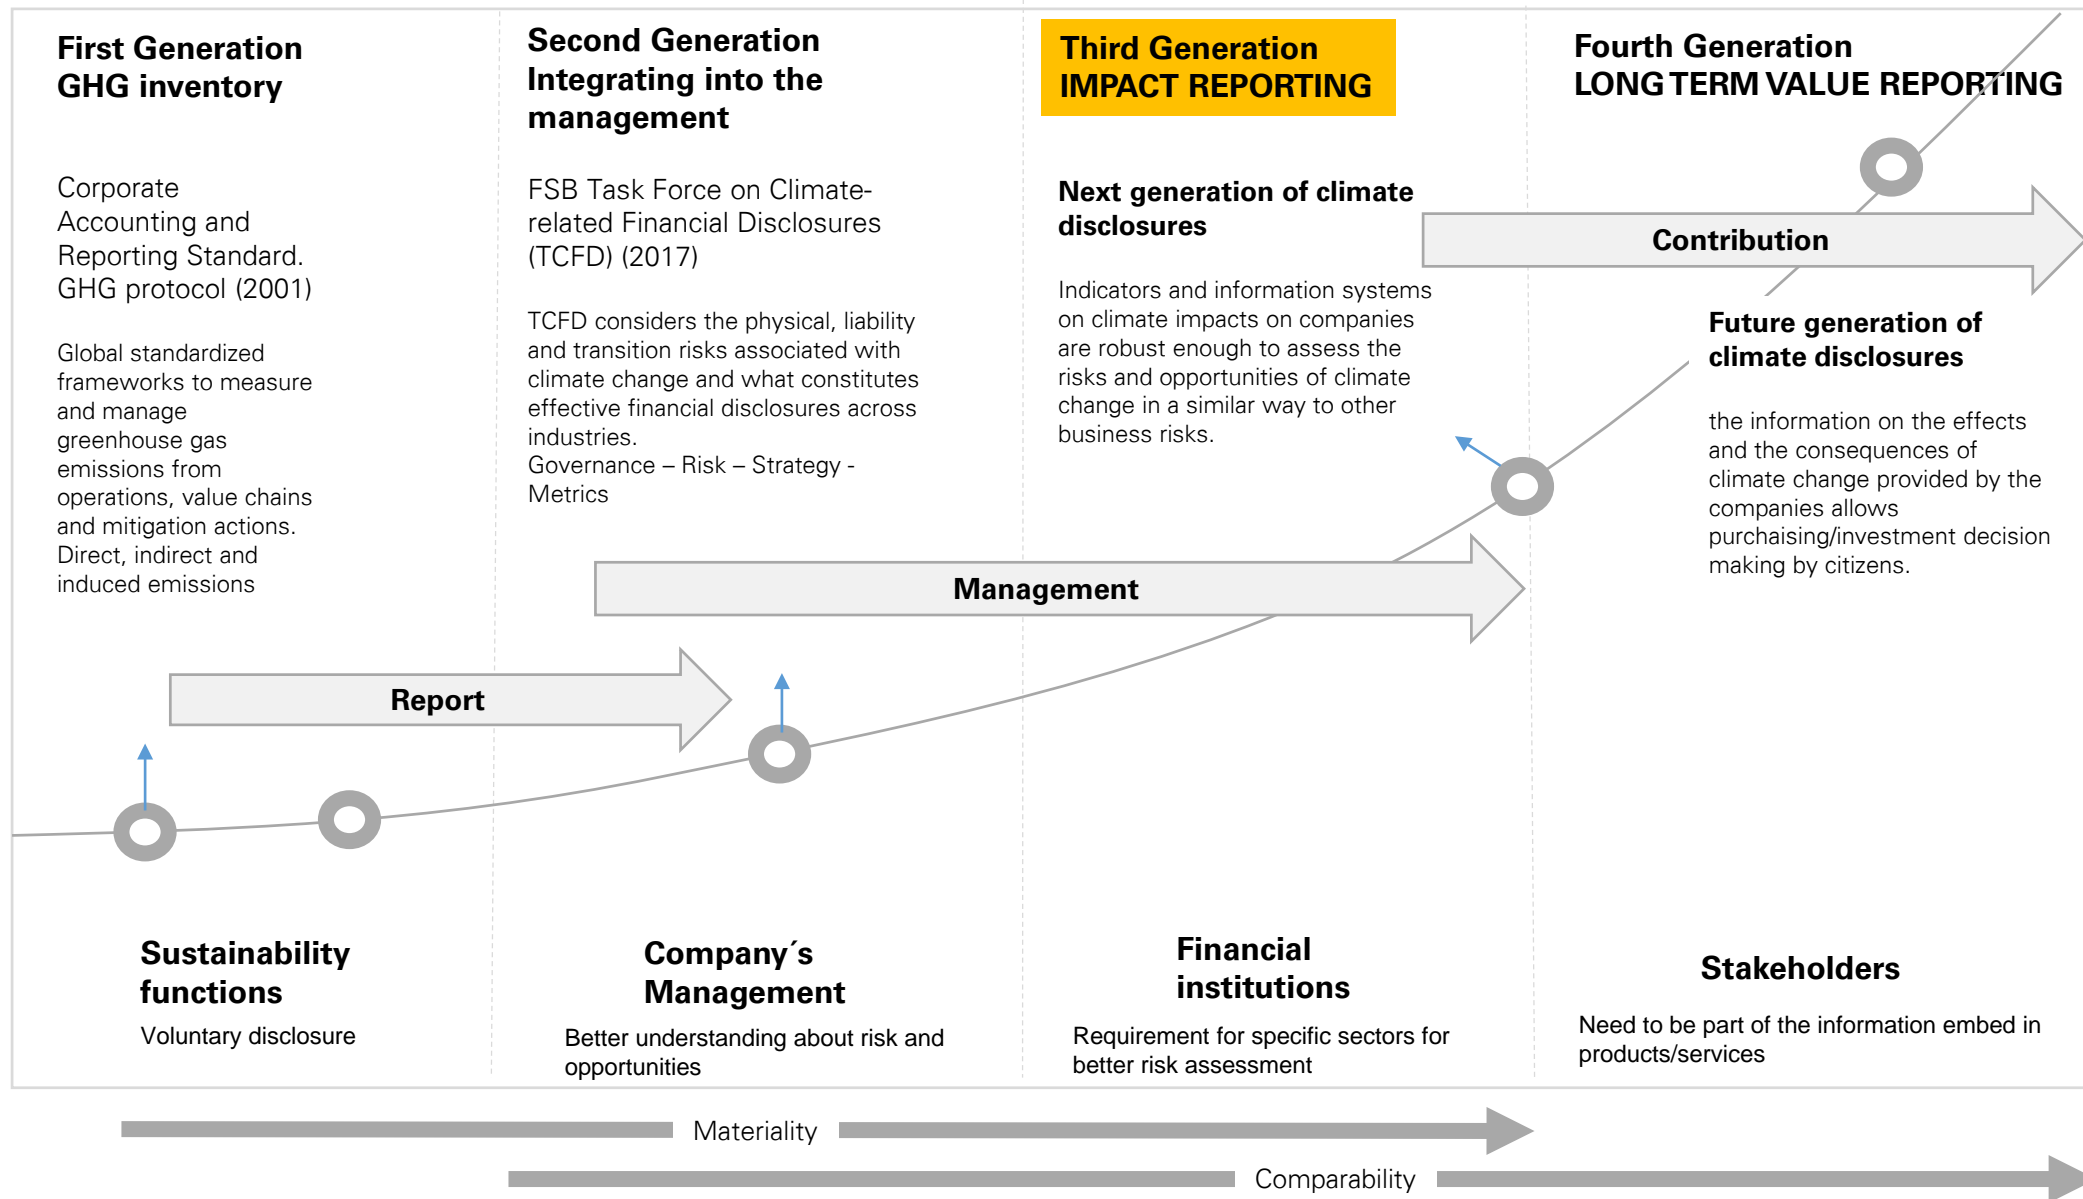 First Generation
GHG inventory
Corporate
Accounting and
Reporting Standard.
GHG protocol (2001)
Global standardized
frameworks to measure
and manage
greenhouse gas
emissions from
operations, value chains
and mitigation actions.
Direct, indirect and
induced emissions
Second Generation
Integrating into the
management
FSB Task Force on Climate-
related Financial Disclosures
(TCFD) (2017)
TCFD considers the physical, liability
and transition risks associated with
climate change and what constitutes
effective financial disclosures across
industries.
Governance – Risk – Strategy -
Metrics
Third Generation
IMPACT REPORTING
Next generation of climate
disclosures
Indicators and information systems
on climate impacts on companies
are robust enough to assess the
risks and opportunities of climate
change in a similar way to other
business risks.
Fourth Generation
LONG TERM VALUE REPORTING
Contribution
Future generation of
climate disclosures
the information on the effects
and the consequences of
climate change provided by the
companies allows
purchaising/investment decision
making by citizens.
Management
Report
Sustainability
functions
Voluntary disclosure
Company´s
Management
Better understanding about risk and
opportunities
Financial
institutions
Requirement for specific sectors for
better risk assessment
Stakeholders
Need to be part of the information embed in
products/services
Materiality
Comparability